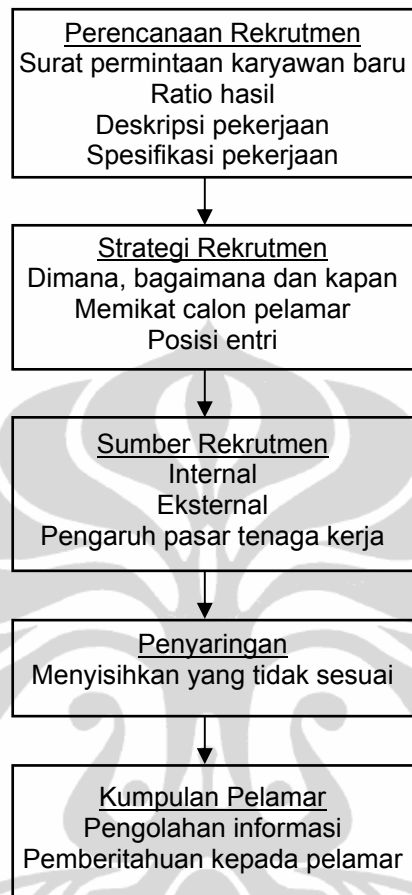 Perencanaan Rekrutmen
Surat permintaan karyawan baru
Ratio hasil
Deskripsi pekerjaan
Spesifikasi pekerjaan
Strategi Rekrutmen
Dimana, bagaimana dan kapan
Memikat calon pelamar
Posisi entri
Sumber Rekrutmen
Internal
Eksternal
Pengaruh pasar tenaga kerja
Penyaringan
Menyisihkan yang tidak sesuai
Kumpulan Pelamar
Pengolahan informasi
Pemberitahuan kepada pelamar